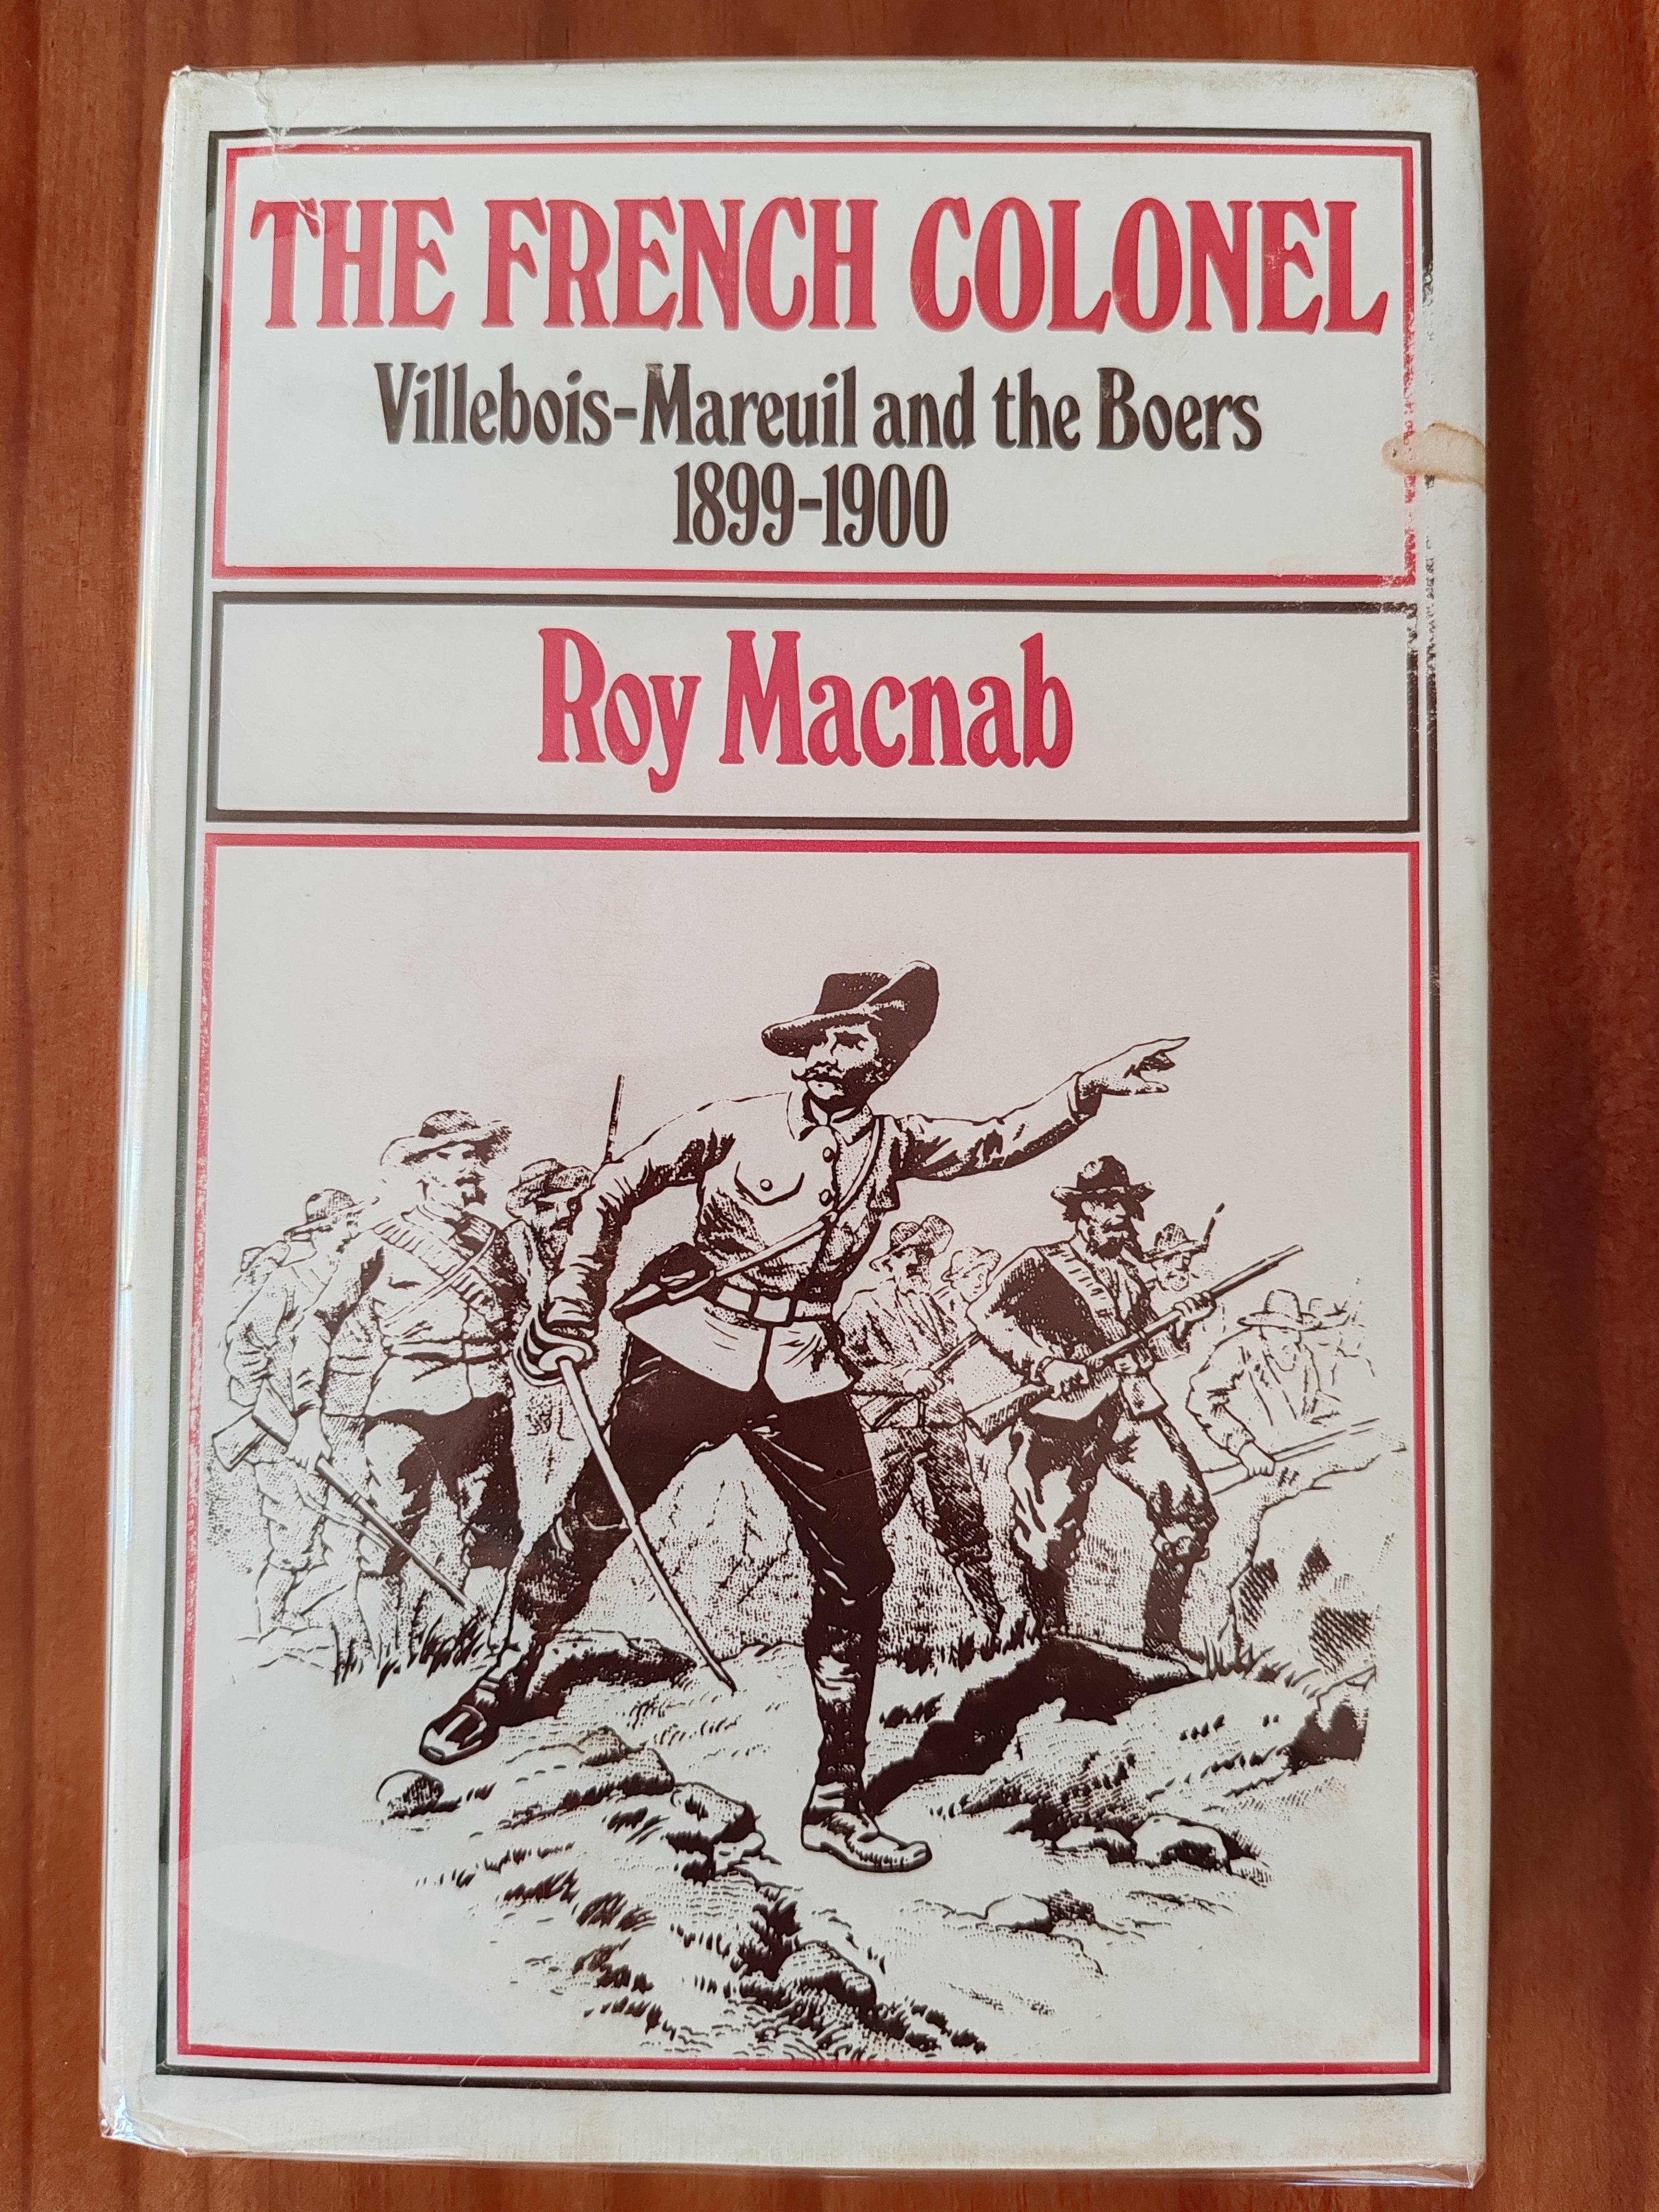 THE FRENCH COLONEL
Villebois-Mareuil and the Boers
1899-1900
Roy Macnab